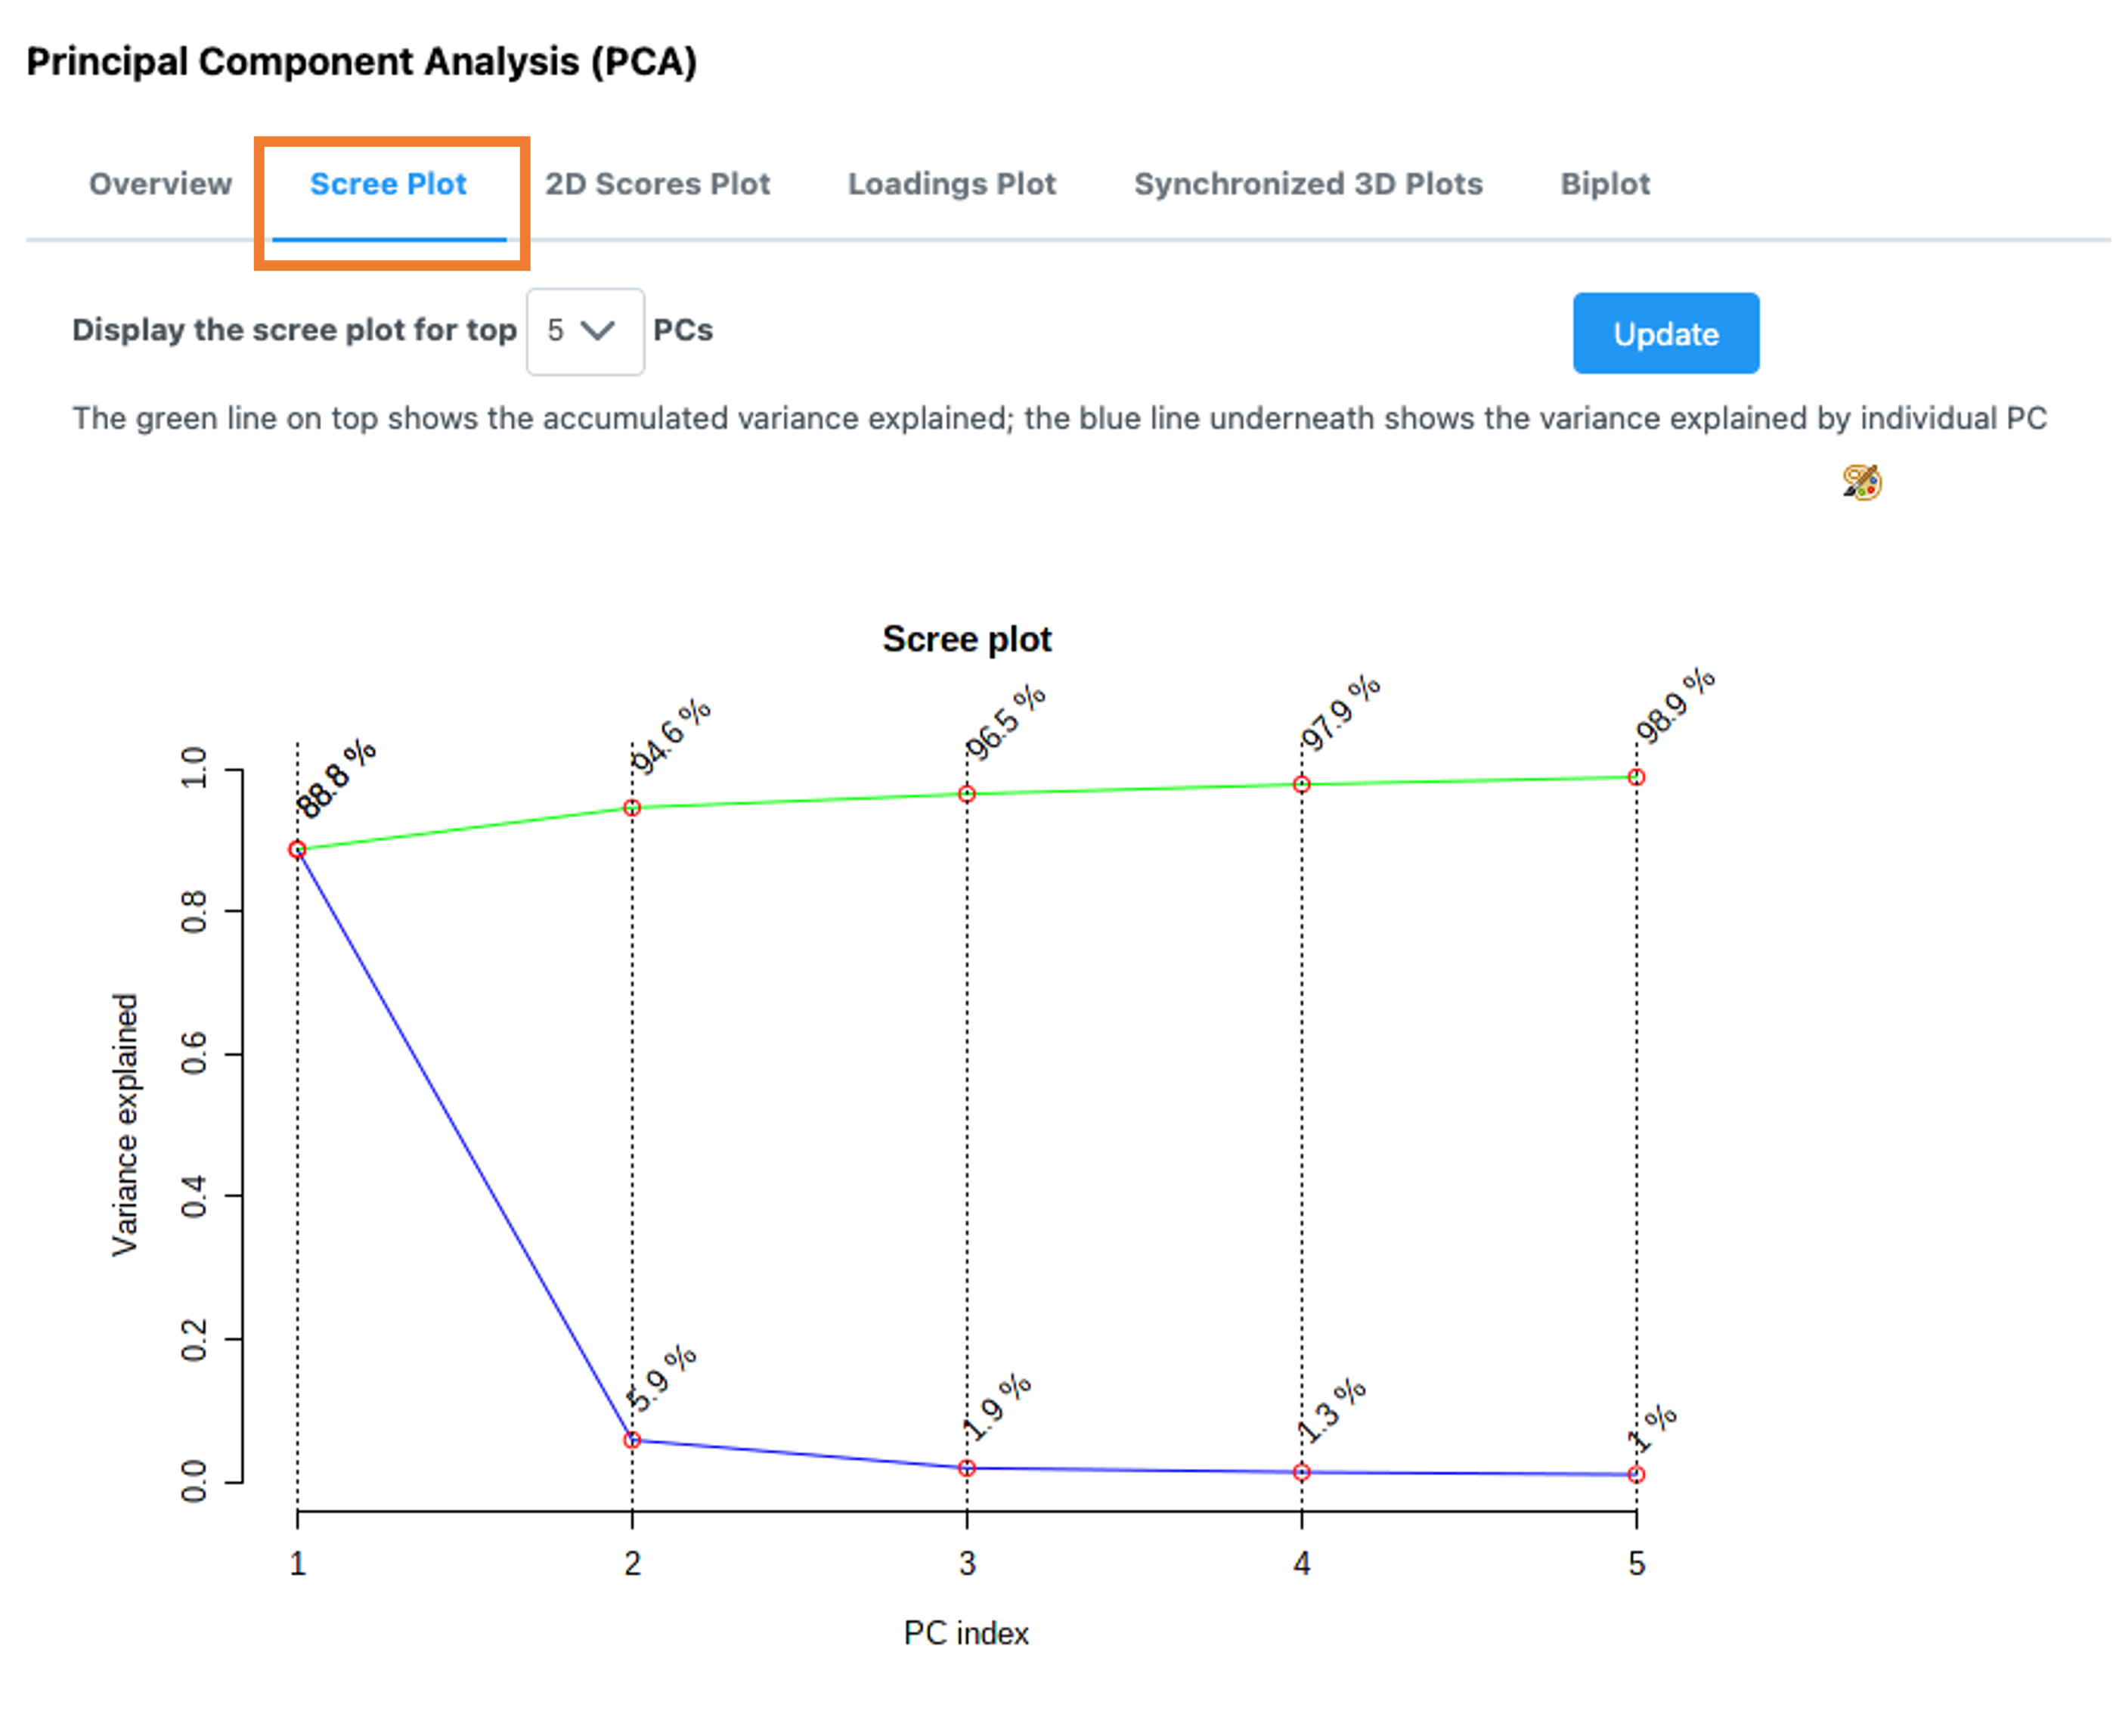 Principal Component Analysis (PCA)
Overview Scree Plot 2D Scores Plot Loadings Plot Synchronized 3D Plots Biplot
Display the scree plot for top 5 PCs Update
The green line on top shows the accumulated variance explained; the blue line underneath shows the variance explained by individual PC
Scree plot
88.8 % 94.6 % 96.5 % 97.9 % 98.9 %
1.0
0.8
0.6
0.4
0.2
0.0
Variance explained
5.9 % 1.9 % 1.3 % 1 %
1 2 3 4 5
PC index